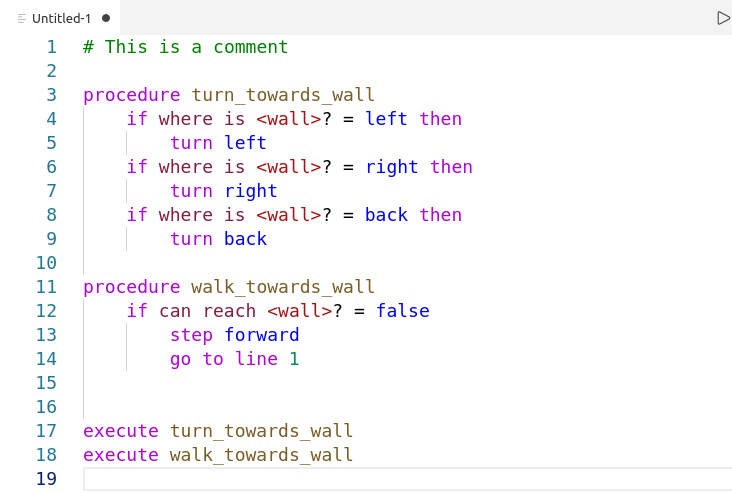 Untitled-1
1 # This is a comment
2
3 procedure turn_towards_wall
4     if where is <wall>? = left then
5         turn left
6     if where is <wall>? = right then
7         turn right
8     if where is <wall>? = back then
9         turn back
10
11 procedure walk_towards_wall
12     if can reach <wall>? = false
13         step forward
14         go to line 1
15
16
17 execute turn_towards_wall
18 execute walk_towards_wall
19